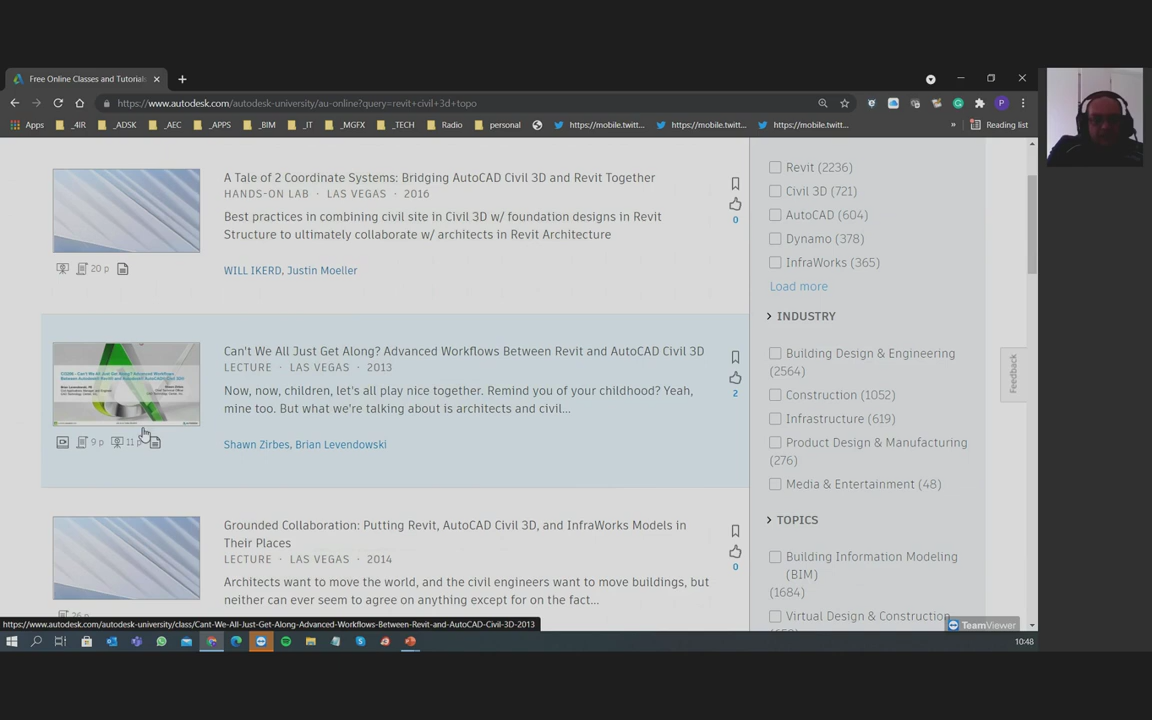 Free Online Classes and Tutorials
https://www.autodesk.com/autodesk-university/au-online?query=revit+civil+3d+topo
P
Apps _4IR _ADSK _AEC _APPS _BIM _IT _MGFX _TECH Radio personal https://mobile.twitt... https://mobile.twitt... https://mobile.twitt... » Reading list
A Tale of 2 Coordinate Systems: Bridging AutoCAD Civil 3D and Revit Together
HANDS-ON LAB · LAS VEGAS · 2016
Best practices in combining civil site in Civil 3D w/ foundation designs in Revit
Structure to ultimately collaborate w/ architects in Revit Architecture
0
20 p
WILL IKERD, Justin Moeller
Can't We All Just Get Along? Advanced Workflows Between Revit and AutoCAD Civil 3D
LECTURE · LAS VEGAS · 2013
Now, now, children, let's all play nice together. Remind you of your childhood? Yeah,
mine too. But what we're talking about is architects and civil...
2
9 p 11 p
Shawn Zirbes, Brian Levendowski
Grounded Collaboration: Putting Revit, AutoCAD Civil 3D, and InfraWorks Models in
Their Places
LECTURE · LAS VEGAS · 2014
Architects want to move the world, and the civil engineers want to move buildings, but
neither can ever seem to agree on anything except for on the fact...
0
Revit (2236)
Civil 3D (721)
AutoCAD (604)
Dynamo (378)
InfraWorks (365)
Load more
INDUSTRY
Building Design & Engineering
(2564)
Construction (1052)
Infrastructure (619)
Product Design & Manufacturing
(276)
Media & Entertainment (48)
TOPICS
Building Information Modeling
(BIM)
(1684)
Virtual Design & Construction
Feedback
https://www.autodesk.com/autodesk-university/class/Cant-We-All-Just-Get-Along-Advanced-Workflows-Between-Revit-and-AutoCAD-Civil-3D-2013
TeamViewer
10:48